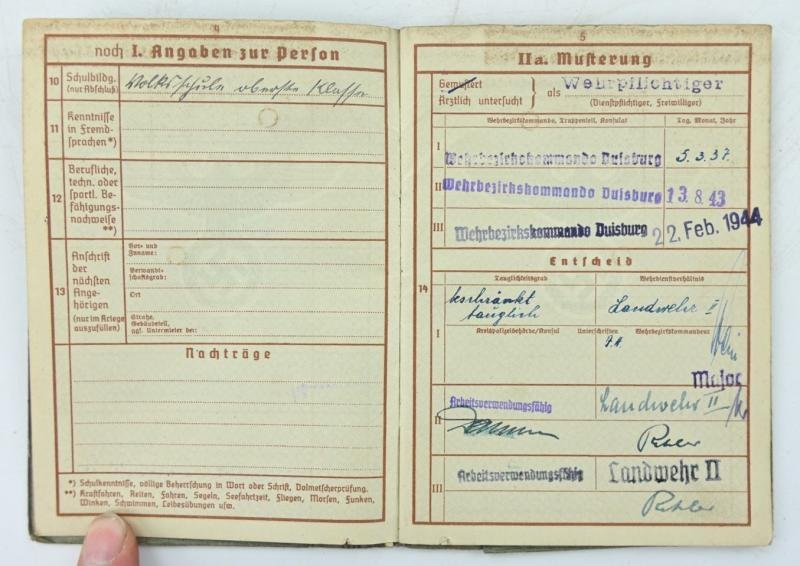 4
noch I. Angaben zur Person
10 Schulbildg. (nur Abschluß)
Volksschule oberste Klasse
11 Kenntnisse in Fremdsprachen*)
12 Berufliche, techn. oder sportl. Befähigungsnachweise **)
13 Anschrift der nächsten Angehörigen (nur im Kriege auszufüllen)
Vor- und Zuname:
Verwandtschaftsgrad:
Ort
Straße, Gebäudeteil, ggf. Untermieter bei:
Nachträge
*) Schulkenntnisse, völlige Beherrschung in Wort oder Schrift, Dolmetscherprüfung.
**) Kraftfahren, Reiten, Fahren, Segeln, Seefahrtzeit, Fliegen, Morsen, Funken,
Winken, Schwimmen, Leibesübungen usw.
5
IIa. Musterung
Gemustert
Ärztlich untersucht } als Wehrpflichtiger
(Dienstpflichtiger, Freiwilliger)
Wehrbezirkskommando, Truppenteil, Konsulat Tag, Monat, Jahr
I Wehrbezirkskommando Duisburg 5.3.37.
II Wehrbezirkskommando Duisburg 13.8.43
III Wehrbezirkskommando Duisburg 22. Feb. 1944
Entscheid
14
Tauglichkeitsgrad Wehrdienstverhältnis
tauglich Landwehr I
I Kreispolizeibehörde/Konsul Unterschriften Wehrbezirkskommandeur
Major
II Arbeitsverwendungsfähig Landwehr II
III Arbeitsverwendungsfähig Landwehr II